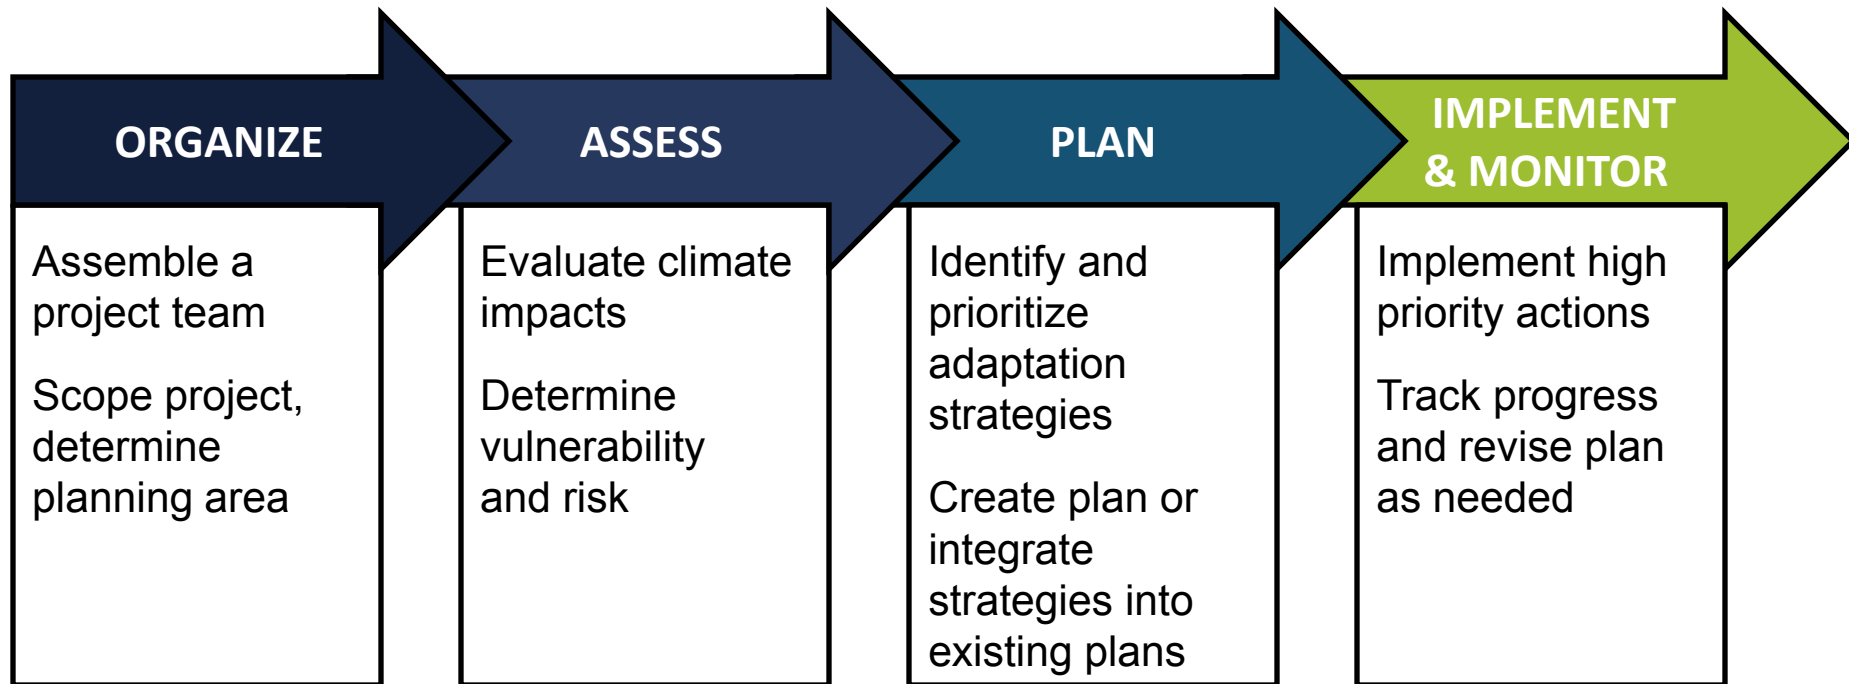 ORGANIZE
Assemble a
project team
Scope project,
determine
planning area
ASSESS
Evaluate climate
impacts
Determine
vulnerability
and risk
PLAN
Identify and
prioritize
adaptation
strategies
Create plan or
integrate
strategies into
existing plans
IMPLEMENT
& MONITOR
Implement high
priority actions
Track progress
and revise plan
as needed